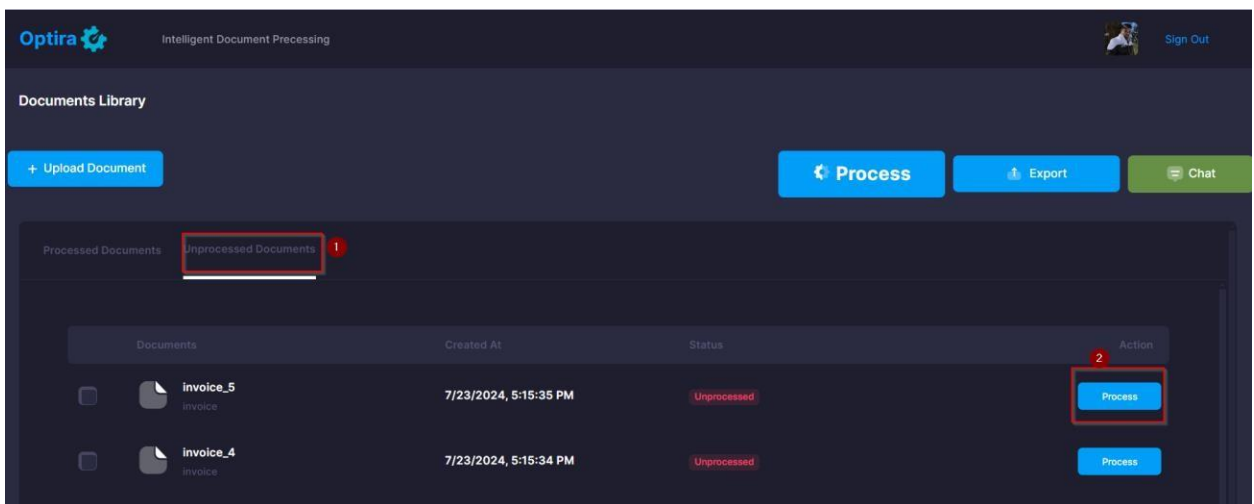 Optira Intelligent Document Precessing Sign Out
Documents Library
+ Upload Document Process Export Chat
Processed Documents Unprocessed Documents 1
Documents Created At Status Action
2
invoice_5 7/23/2024, 5:15:35 PM Unprocessed Process
invoice
invoice_4 7/23/2024, 5:15:34 PM Unprocessed Process
invoice